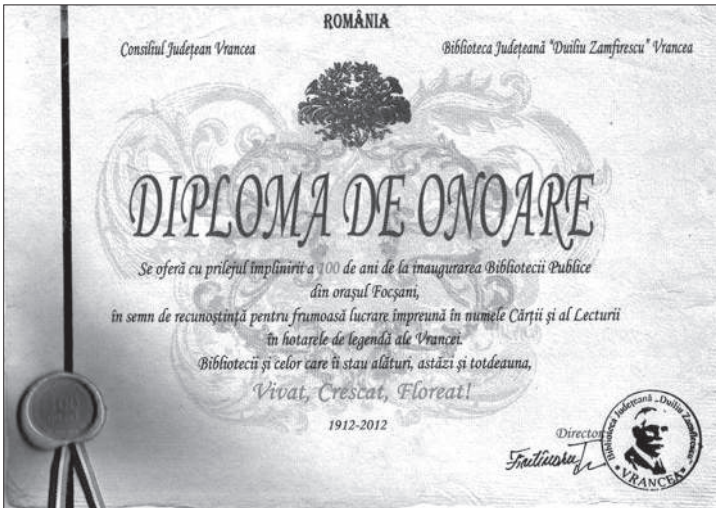 ROMÂNIA
Consiliul Județean Vrancea
Biblioteca Județeană "Duiliu Zamfirescu" Vrancea
DIPLOMA DE ONOARE
Se oferă cu prilejul împlinirii a 100 de ani de la inaugurarea Bibliotecii Publice
din orașul Focșani,
în semn de recunoștință pentru frumoasă lucrare împreună în numele Cărții și al Lecturii
în hotarele de legendă ale Vrancei.
Bibliotecii și celor care îi stau alături, astăzi și totdeauna,
Vivat, Crescat, Floreat!
1912-2012
Director
Biblioteca Județeană „Duiliu Zamfirescu"
VRANCEA